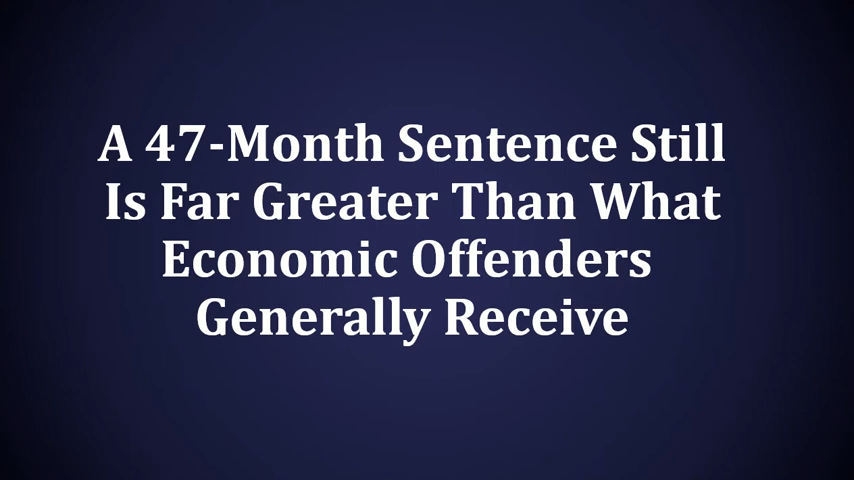 A 47-Month Sentence Still
Is Far Greater Than What
Economic Offenders
Generally Receive